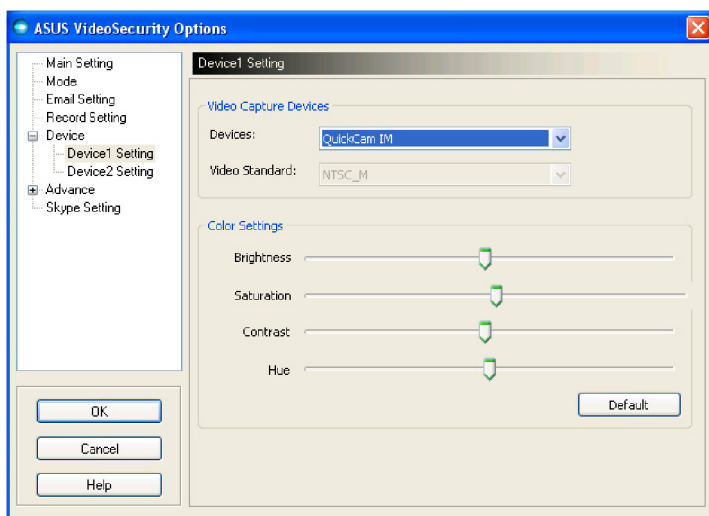 ASUS VideoSecurity Options
Main Setting
Mode
Email Setting
Record Setting
Device
Device1 Setting
Device2 Setting
Advance
Skype Setting
OK
Cancel
Help
Device1 Setting
Video Capture Devices
Devices: QuickCam IM
Video Standard: NTSC_M
Color Settings
Brightness
Saturation
Contrast
Hue
Default